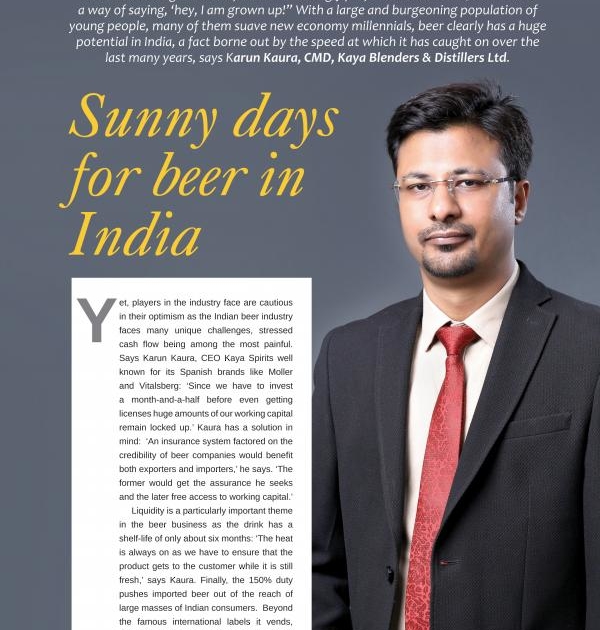 a way of saying, ‘hey, I am grown up!” With a large and burgeoning population of
young people, many of them suave new economy millennials, beer clearly has a huge
potential in India, a fact borne out by the speed at which it has caught on over the
last many years, says Karun Kaura, CMD, Kaya Blenders & Distillers Ltd.
Sunny days
for beer in
India
Yet, players in the industry face are cautious
in their optimism as the Indian beer industry
faces many unique challenges, stressed
cash flow being among the most painful.
Says Karun Kaura, CEO Kaya Spirits well
known for its Spanish brands like Moller
and Vitalsberg: ‘Since we have to invest
a month-and-a-half before even getting
licenses huge amounts of our working capital
remain locked up.’ Kaura has a solution in
mind: ‘An insurance system factored on the
credibility of beer companies would benefit
both exporters and importers,’ he says. ‘The
former would get the assurance he seeks
and the later free access to working capital.’
Liquidity is a particularly important theme
in the beer business as the drink has a
shelf-life of only about six months: ‘The heat
is always on as we have to ensure that the
product gets to the customer while it is still
fresh,’ says Kaura. Finally, the 150% duty
pushes imported beer out of the reach of
large masses of Indian consumers. Beyond
the famous international labels it vends,